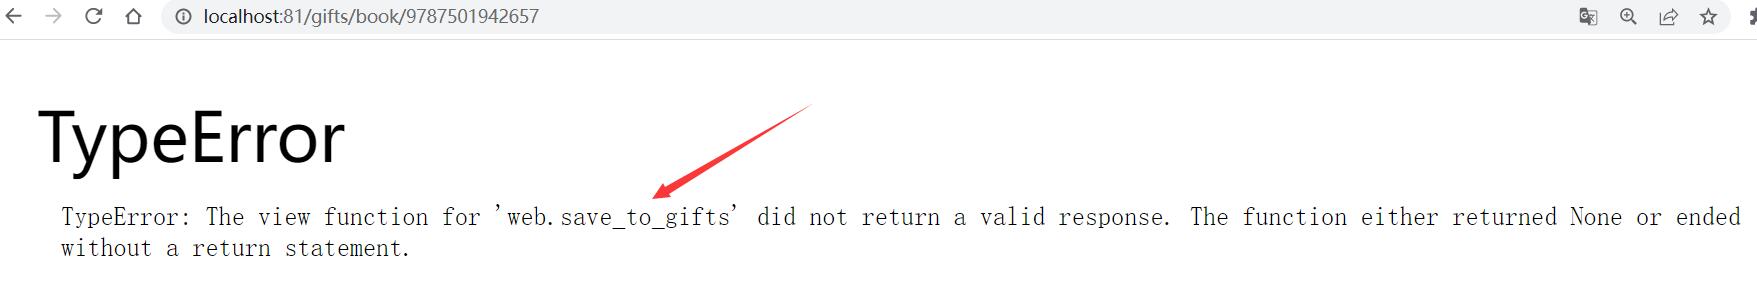 localhost:81/gifts/book/9787501942657
TypeError
TypeError: The view function for 'web.save_to_gifts' did not return a valid response. The function either returned None or ended
without a return statement.